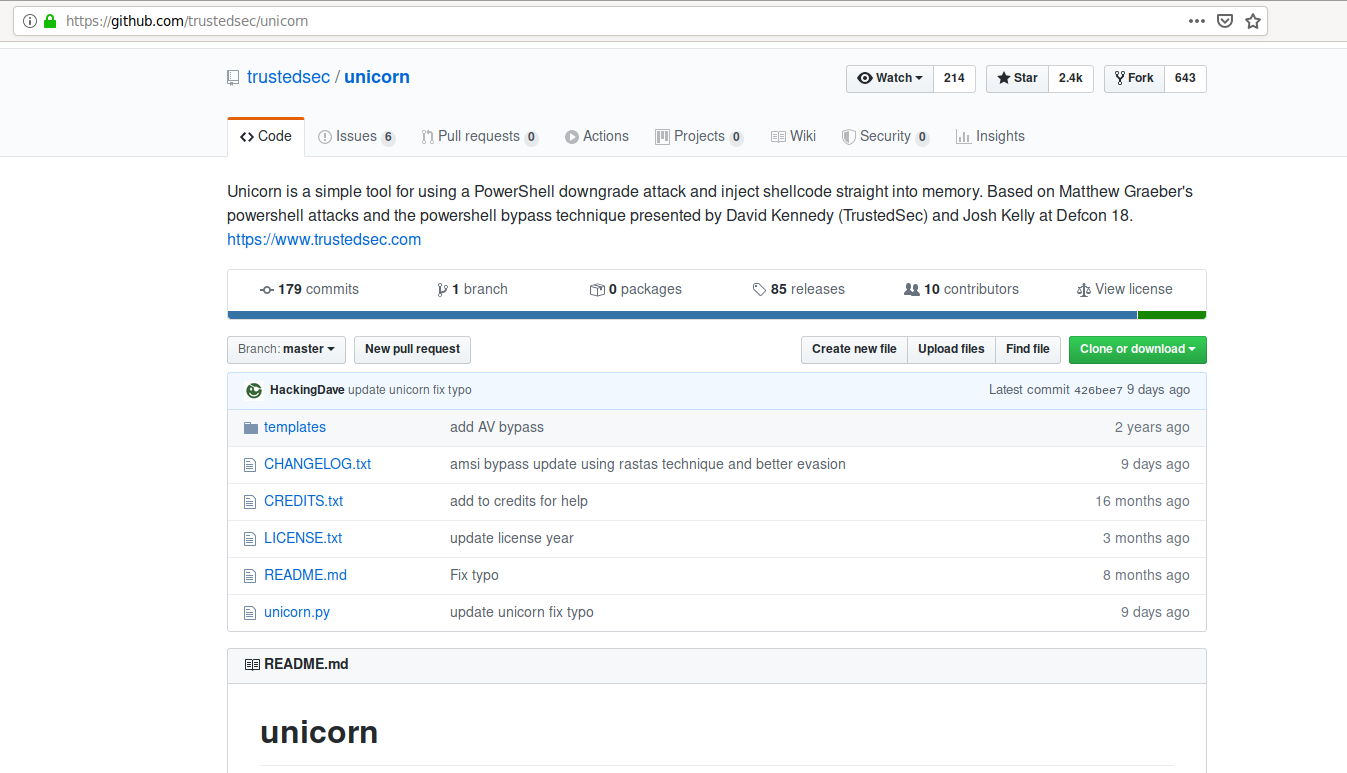 https://github.com/trustedsec/unicorn
trustedsec / unicorn
Watch 214 Star 2.4k Fork 643
Code Issues 6 Pull requests 0 Actions Projects 0 Wiki Security 0 Insights
Unicorn is a simple tool for using a PowerShell downgrade attack and inject shellcode straight into memory. Based on Matthew Graeber's
powershell attacks and the powershell bypass technique presented by David Kennedy (TrustedSec) and Josh Kelly at Defcon 18.
https://www.trustedsec.com
179 commits 1 branch 0 packages 85 releases 10 contributors View license
Branch: master New pull request Create new file Upload files Find file Clone or download
HackingDave update unicorn fix typo Latest commit 426bee7 9 days ago
templates add AV bypass 2 years ago
CHANGELOG.txt amsi bypass update using rastas technique and better evasion 9 days ago
CREDITS.txt add to credits for help 16 months ago
LICENSE.txt update license year 3 months ago
README.md Fix typo 8 months ago
unicorn.py update unicorn fix typo 9 days ago
README.md
unicorn